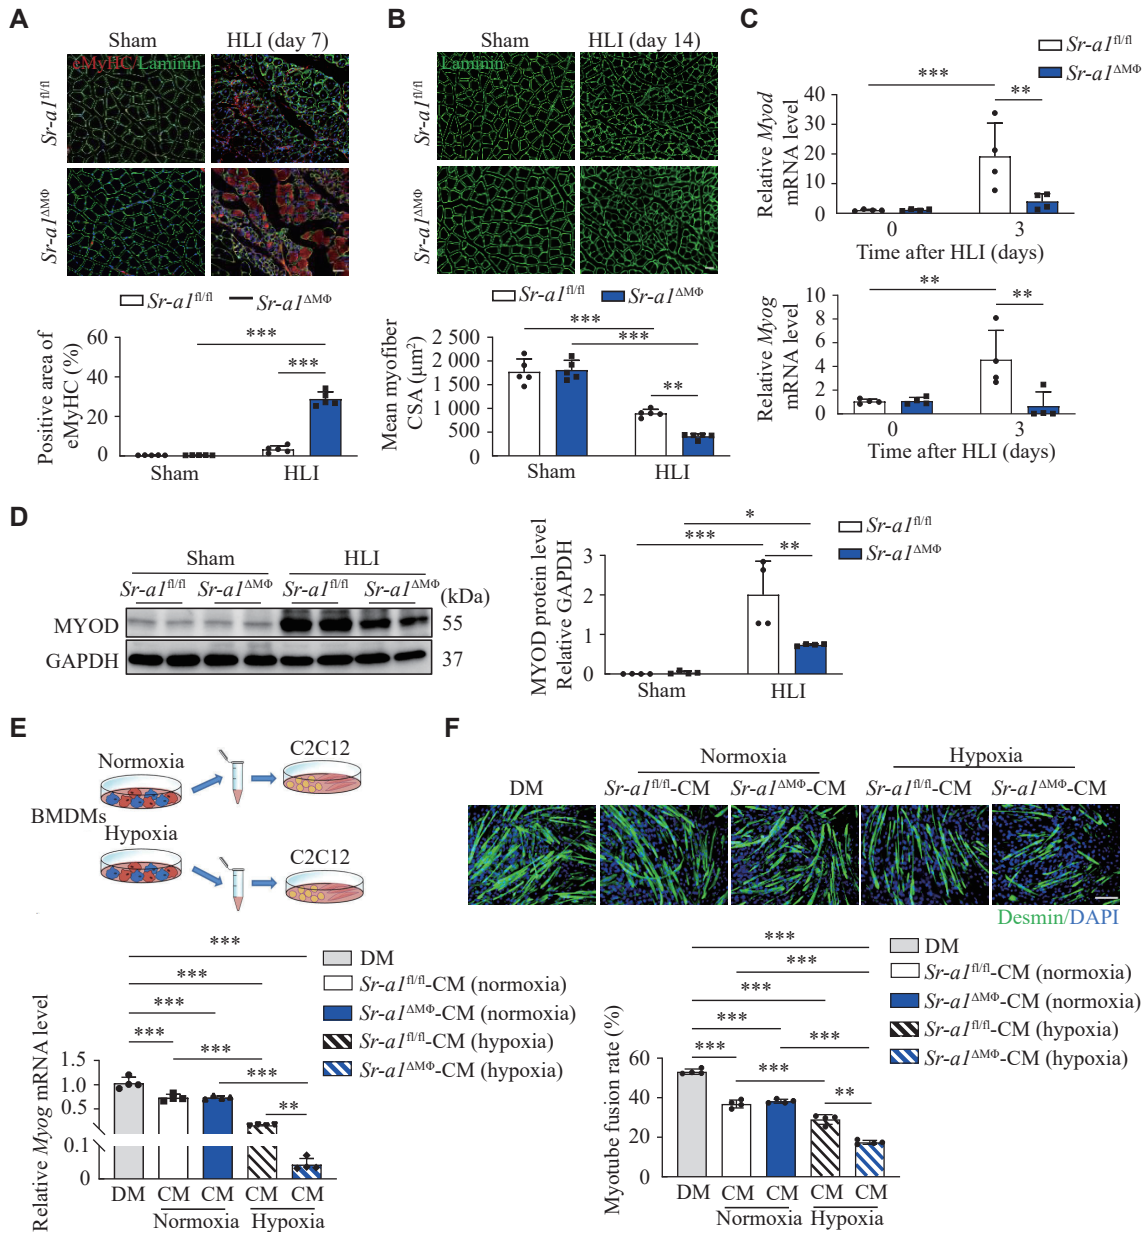 A
Sham
HLI (day 7)
eMyHC/Laminin
Sr-a1fl/fl
Sr-a1ΔMΦ
Sr-a1fl/fl
Sr-a1ΔMΦ
Positive area of
eMyHC (%)
60
40
20
0
***
***
Sham
HLI
B
Sham
HLI (day 14)
Laminin
Sr-a1fl/fl
Sr-a1ΔMΦ
Sr-a1fl/fl
Sr-a1ΔMΦ
Mean myofiber
CSA (μm2)
2 500
2 000
1 500
1 000
500
0
***
***
**
Sham
HLI
C
Sr-a1fl/fl
Sr-a1ΔMΦ
Relative Myod
mRNA level
40
30
20
10
0
***
**
0
3
Time after HLI (days)
Relative Myog
mRNA level
10
8
6
4
2
0
**
**
0
3
Time after HLI (days)
D
Sham
HLI
Sr-a1fl/fl
Sr-a1ΔMΦ
Sr-a1fl/fl
Sr-a1ΔMΦ
(kDa)
MYOD
55
GAPDH
37
MYOD protein level
Relative GAPDH
3
2
1
0
*
***
**
Sham
HLI
Sr-a1fl/fl
Sr-a1ΔMΦ
E
Normoxia
C2C12
BMDMs
Hypoxia
C2C12
Relative Myog mRNA level
1.5
1.0
0.5
0.1
0
***
***
***
***
***
***
**
DM
CM
CM
CM
CM
Normoxia
Hypoxia
DM
Sr-a1fl/fl-CM (normoxia)
Sr-a1ΔMΦ-CM (normoxia)
Sr-a1fl/fl-CM (hypoxia)
Sr-a1ΔMΦ-CM (hypoxia)
F
Normoxia
Hypoxia
DM
Sr-a1fl/fl-CM
Sr-a1ΔMΦ-CM
Sr-a1fl/fl-CM
Sr-a1ΔMΦ-CM
Desmin/DAPI
Myotube fusion rate (%)
60
40
20
0
***
***
***
***
***
***
***
**
DM
CM
CM
CM
CM
Normoxia
Hypoxia
DM
Sr-a1fl/fl-CM (normoxia)
Sr-a1ΔMΦ-CM (normoxia)
Sr-a1fl/fl-CM (hypoxia)
Sr-a1ΔMΦ-CM (hypoxia)